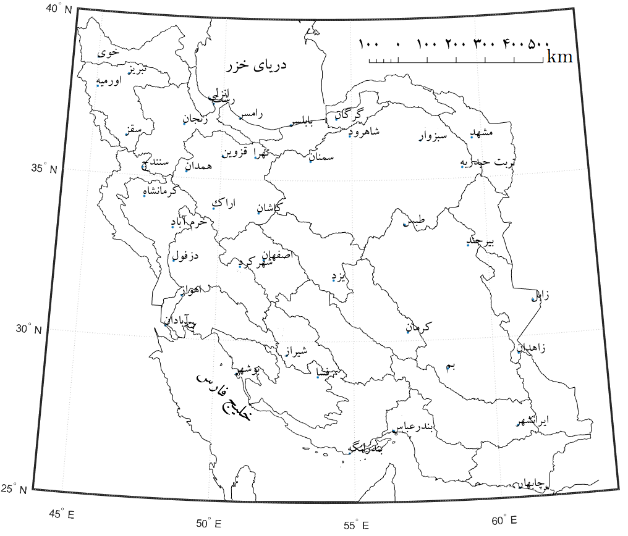 40° N
۱۰۰ ۰ ۱۰۰ ۲۰۰ ۳۰۰ ۴۰۰ ۵۰۰
km
خوی
دریای خزر
تبریز
ارومیه
انزلی
رشت
رامسر
گرگان
بابلسر
زنجان
سقز
شاهرود
سبزوار
مشهد
قزوین
سمنان
تربت حیدریه
سنندج
همدان
35° N
کرمانشاه
اراک
کاشان
خرم آباد
طبس
بیرجند
دزفول
اصفهان
شهرکرد
یزد
اهواز
زابل
آبادان
کرمان
30° N
شیراز
زاهدان
بوشهر
فسا
بم
خلیج فارس
ایرانشهر
بندرعباس
بندرلنگه
چابهار
25° N
45° E
50° E
55° E
60° E